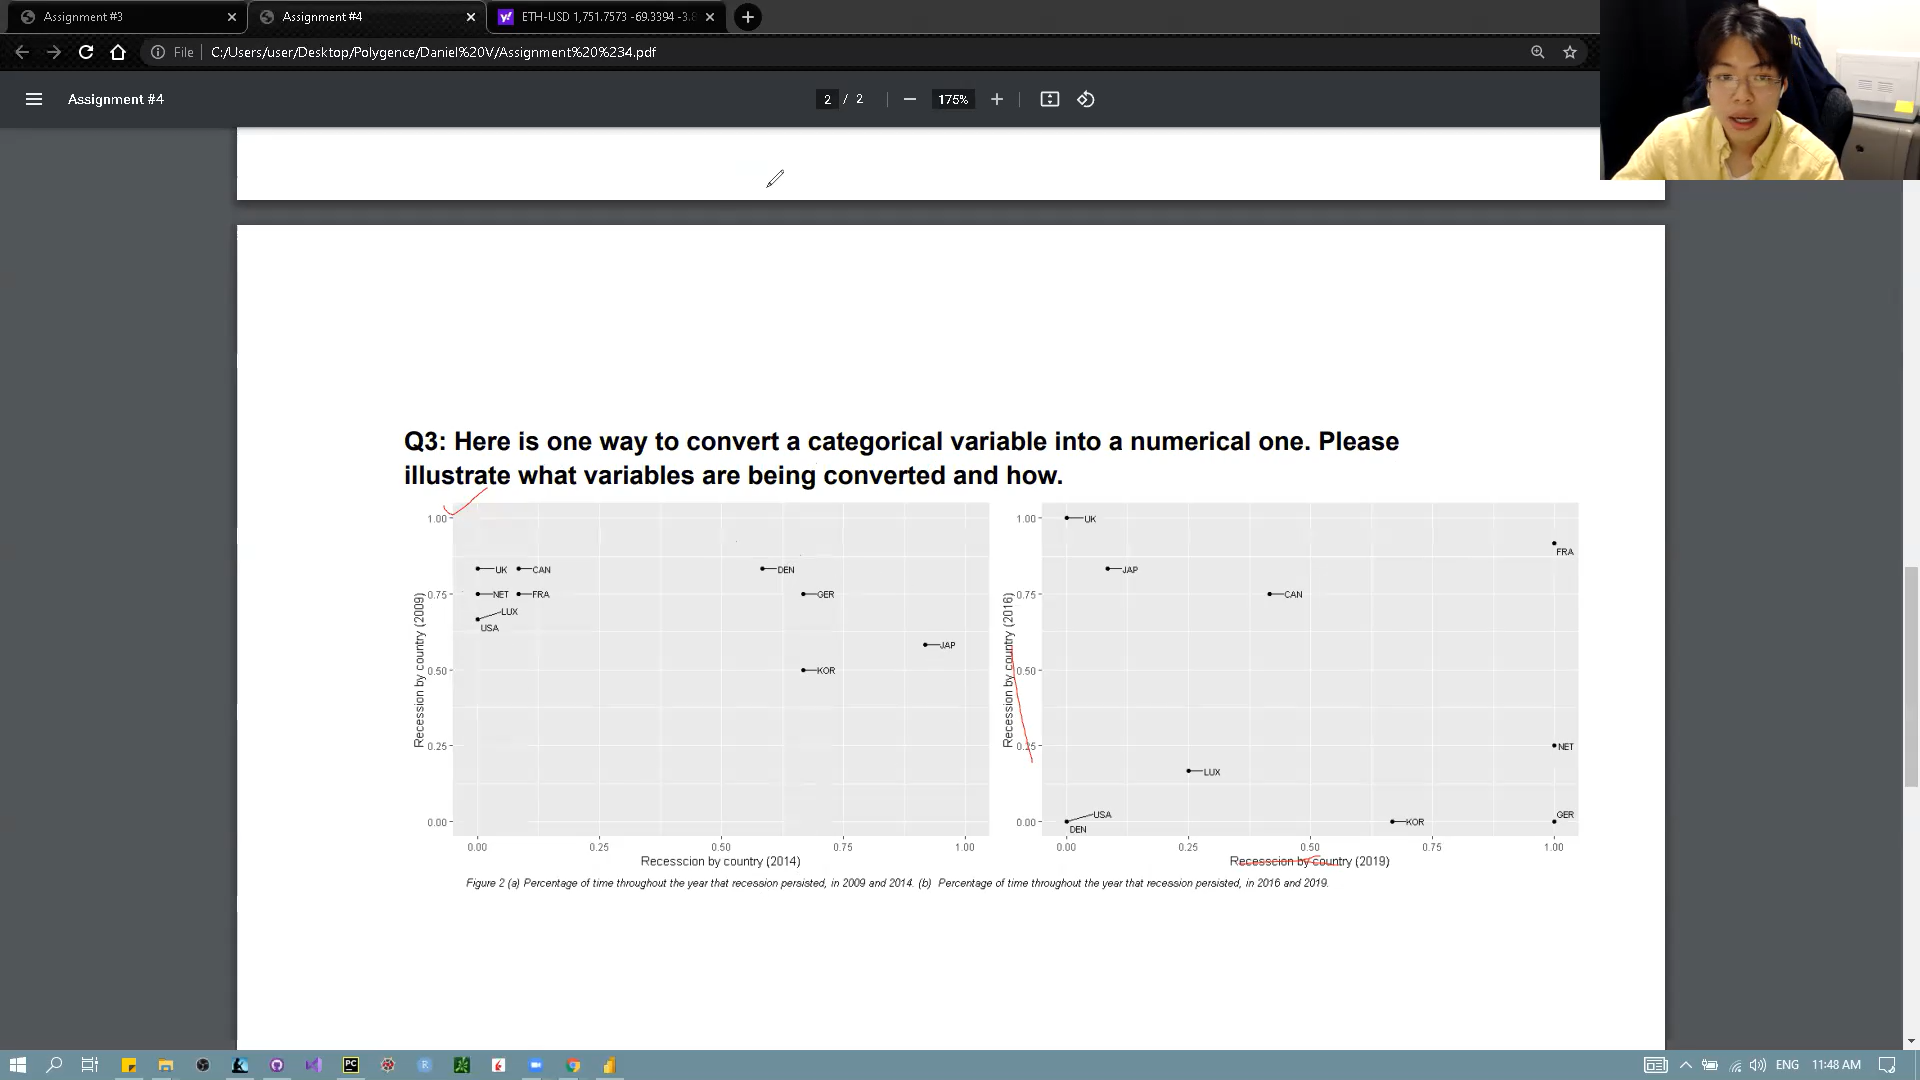 Assignment #3
Assignment #4
ETH-USD 1,751.7573 -69.3394 -3.8
File
C:/Users/user/Desktop/Polygence/Daniel%20V/Assignment%20%234.pdf
Assignment #4
2 / 2
175%
Q3: Here is one way to convert a categorical variable into a numerical one. Please
illustrate what variables are being converted and how.
1.00
0.75
0.50
0.25
0.00
Recession by country (2009)
UK
CAN
DEN
NET
FRA
GER
LUX
USA
JAP
KOR
0.00
0.25
0.50
0.75
1.00
Recesscion by country (2014)
1.00
0.75
0.50
0.25
0.00
Recession by country (2016)
UK
FRA
JAP
CAN
NET
LUX
USA
DEN
KOR
GER
0.00
0.25
0.50
0.75
1.00
Recesscion by country (2019)
Figure 2 (a) Percentage of time throughout the year that recession persisted, in 2009 and 2014. (b) Percentage of time throughout the year that recession persisted, in 2016 and 2019.
PC
R
ENG
11:48 AM